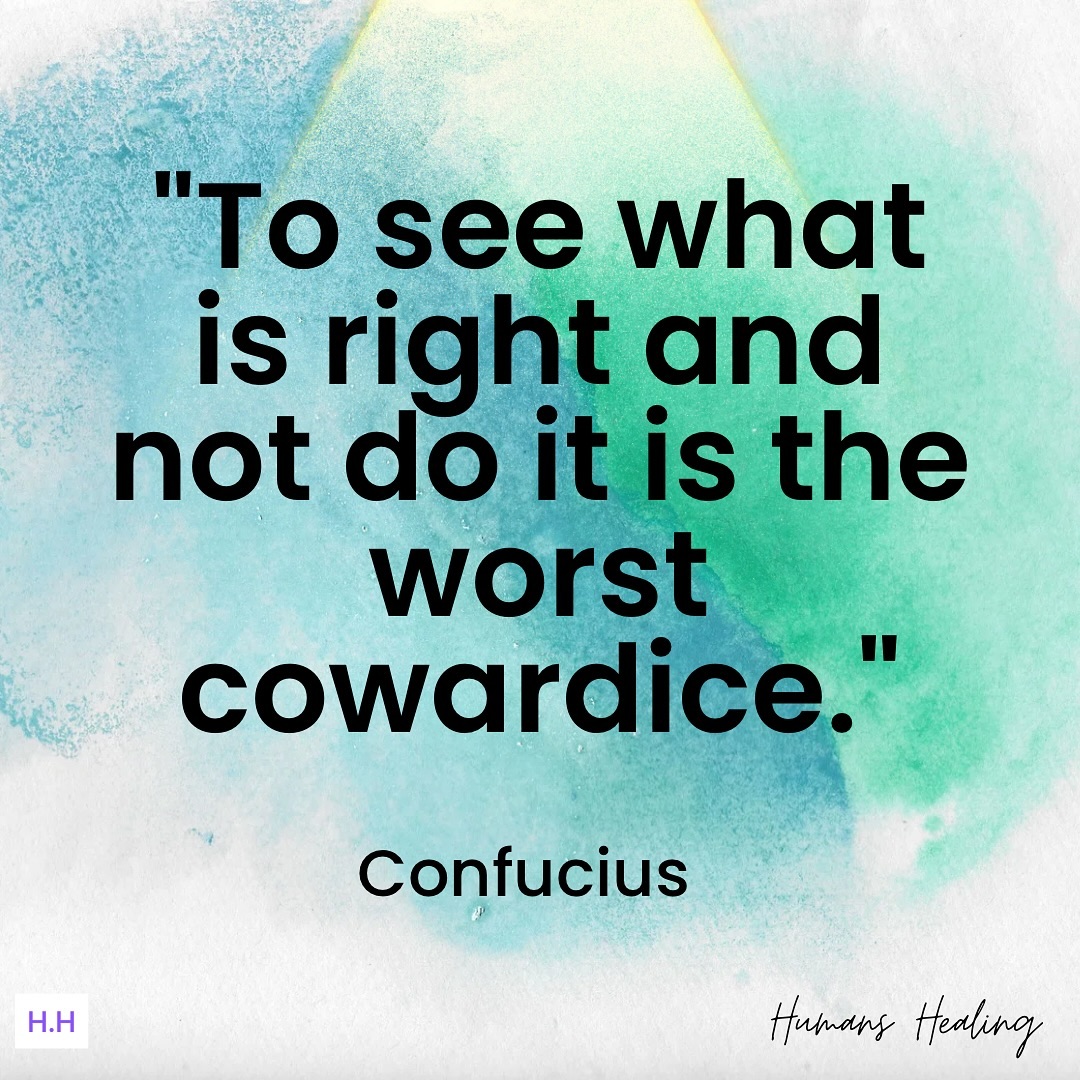 "To see what
is right and
not do it is the
worst
cowardice."
Confucius
H.H
Humans Healing